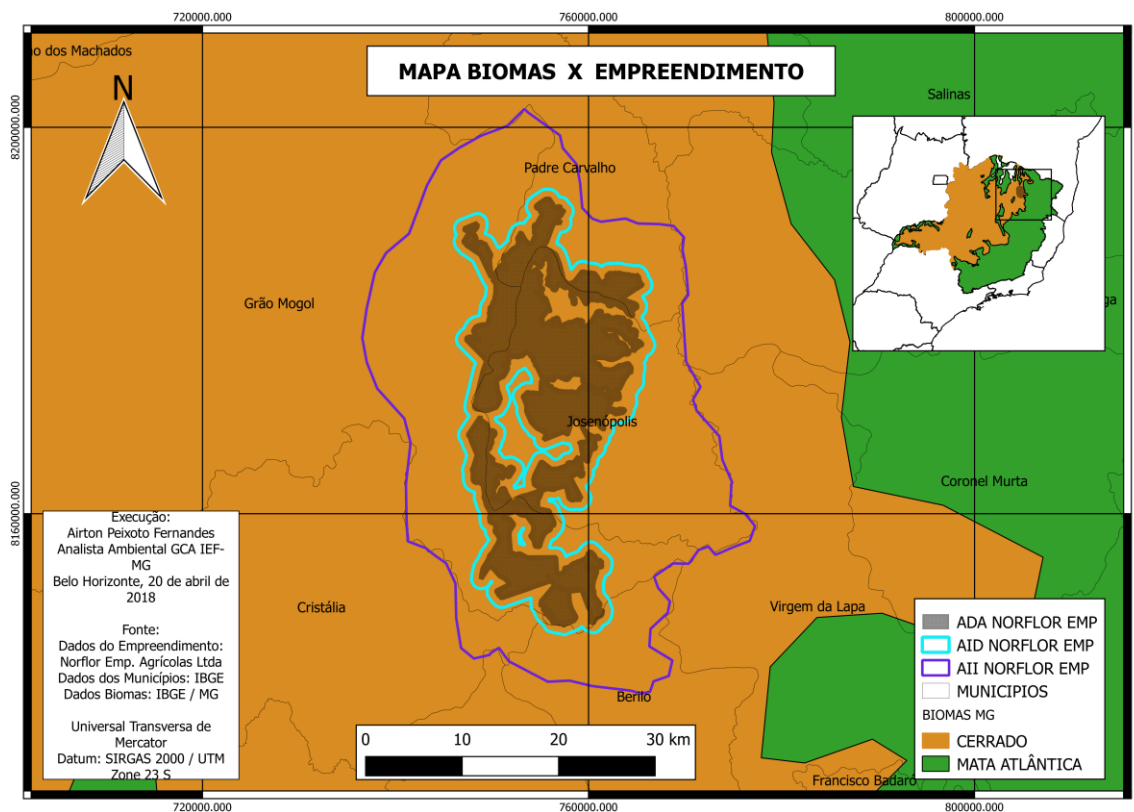 720000.000
760000.000
800000.000
o dos Machados
MAPA BIOMAS X EMPREENDIMENTO
Salinas
N
8200000.000
8200000.000
Padre Carvalho
Grão Mogol
ga
Josenópolis
Coronel Murta
8160000.000
8160000.000
Execução:
Airton Peixoto Fernandes
Analista Ambiental GCA IEF-
MG
Belo Horizonte, 20 de abril de
2018
Fonte:
Dados do Empreendimento:
Norflor Emp. Agrícolas Ltda
Dados dos Municípios: IBGE
Dados Biomas: IBGE / MG
Universal Transversa de
Mercator
Datum: SIRGAS 2000 / UTM
Zone 23 S
Cristália
Virgem da Lapa
Berilo
Francisco Badaró
ADA NORFLOR EMP
AID NORFLOR EMP
AII NORFLOR EMP
MUNICIPIOS
BIOMAS MG
CERRADO
MATA ATLÂNTICA
0 10 20 30 km
720000.000
760000.000
800000.000